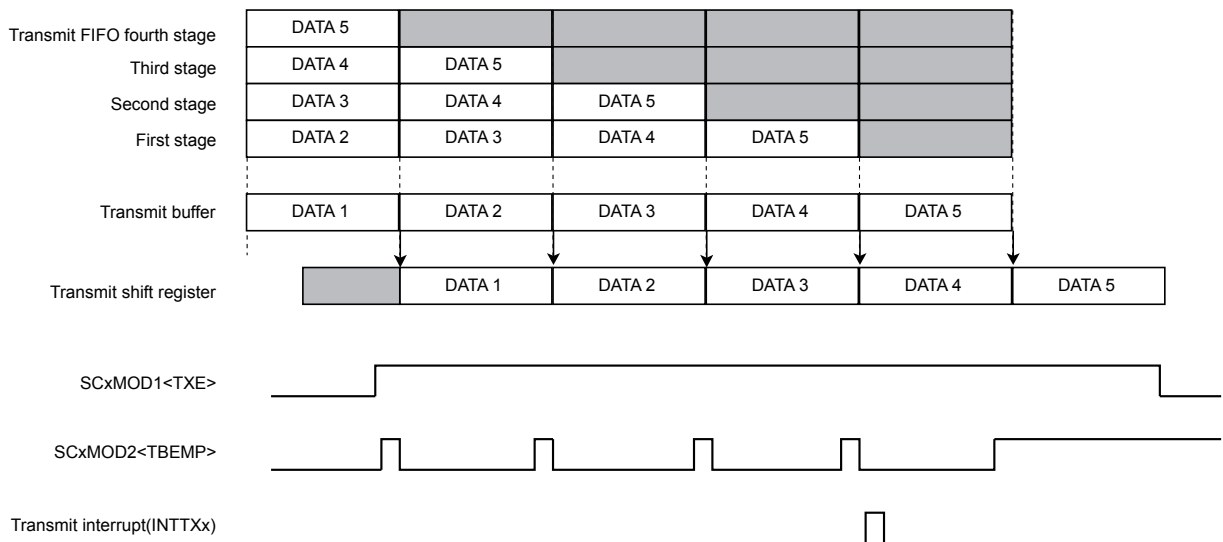 Transmit FIFO fourth stage DATA 5
Third stage DATA 4 DATA 5
Second stage DATA 3 DATA 4 DATA 5
First stage DATA 2 DATA 3 DATA 4 DATA 5
Transmit buffer DATA 1 DATA 2 DATA 3 DATA 4 DATA 5
Transmit shift register DATA 1 DATA 2 DATA 3 DATA 4 DATA 5
SCxMOD1<TXE>
SCxMOD2<TBEMP>
Transmit interrupt(INTTXx)